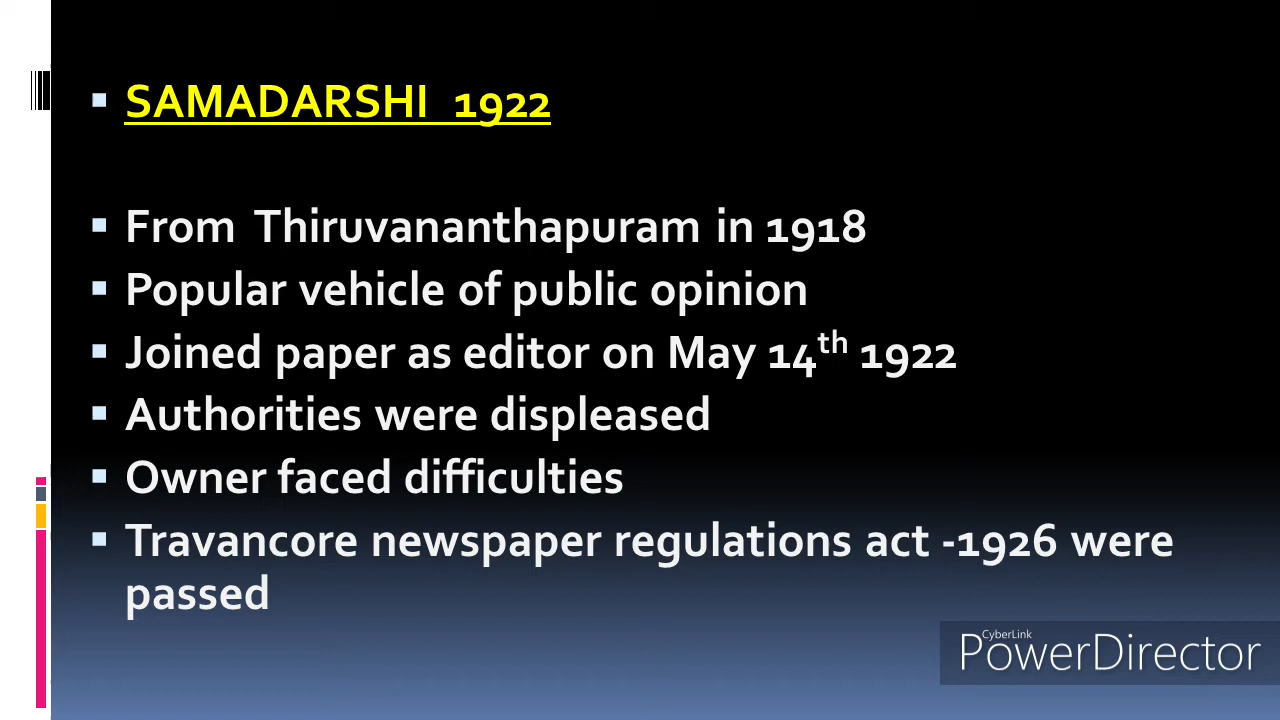 SAMADARSHI 1922
From Thiruvananthapuram in 1918
Popular vehicle of public opinion
Joined paper as editor on May 14th 1922
Authorities were displeased
Owner faced difficulties
Travancore newspaper regulations act -1926 were
passed
CyberLink
PowerDirector